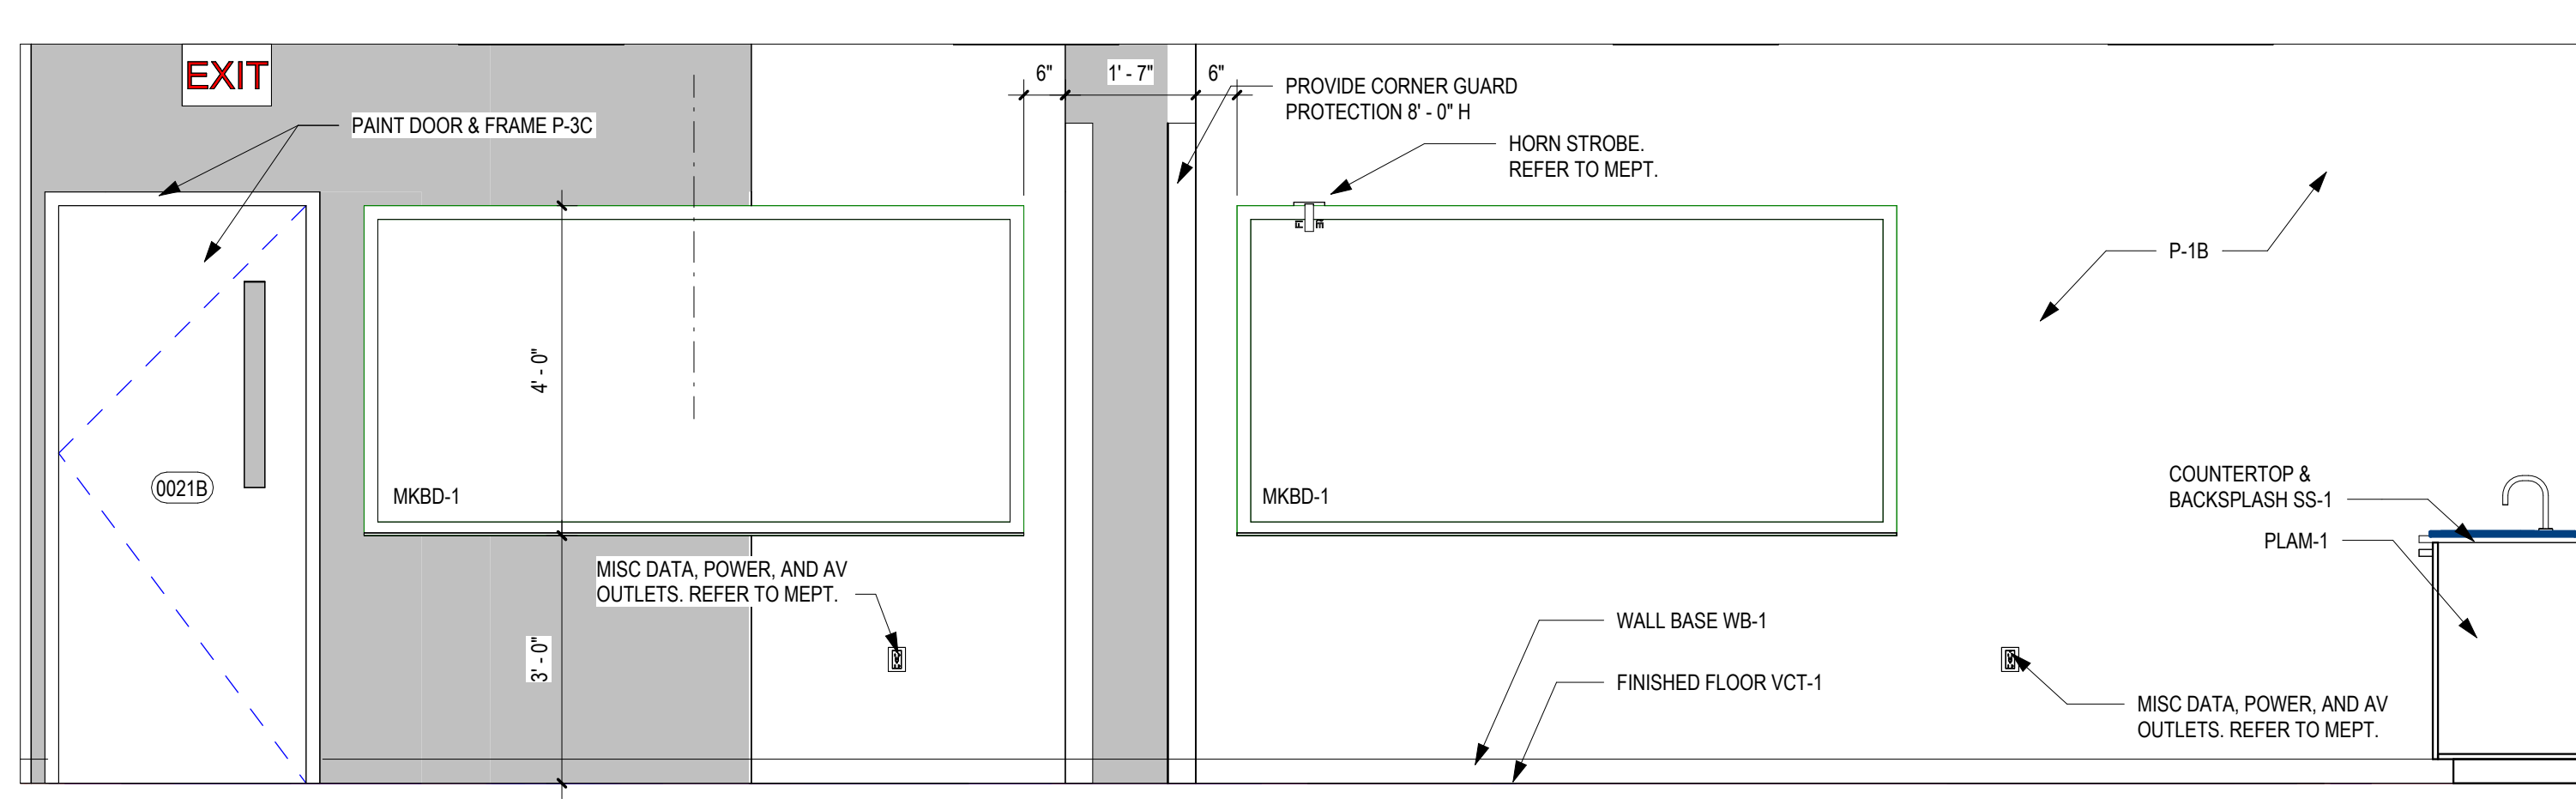 EXIT
PAINT DOOR & FRAME P-3C
6"
1' - 7"
6"
PROVIDE CORNER GUARD
PROTECTION 8' - 0" H
HORN STROBE.
REFER TO MEPT.
P-1B
4' - 0"
0021B
MKBD-1
MKBD-1
COUNTERTOP &
BACKSPLASH SS-1
PLAM-1
MISC DATA, POWER, AND AV
OUTLETS. REFER TO MEPT.
3' - 0"
WALL BASE WB-1
FINISHED FLOOR VCT-1
MISC DATA, POWER, AND AV
OUTLETS. REFER TO MEPT.